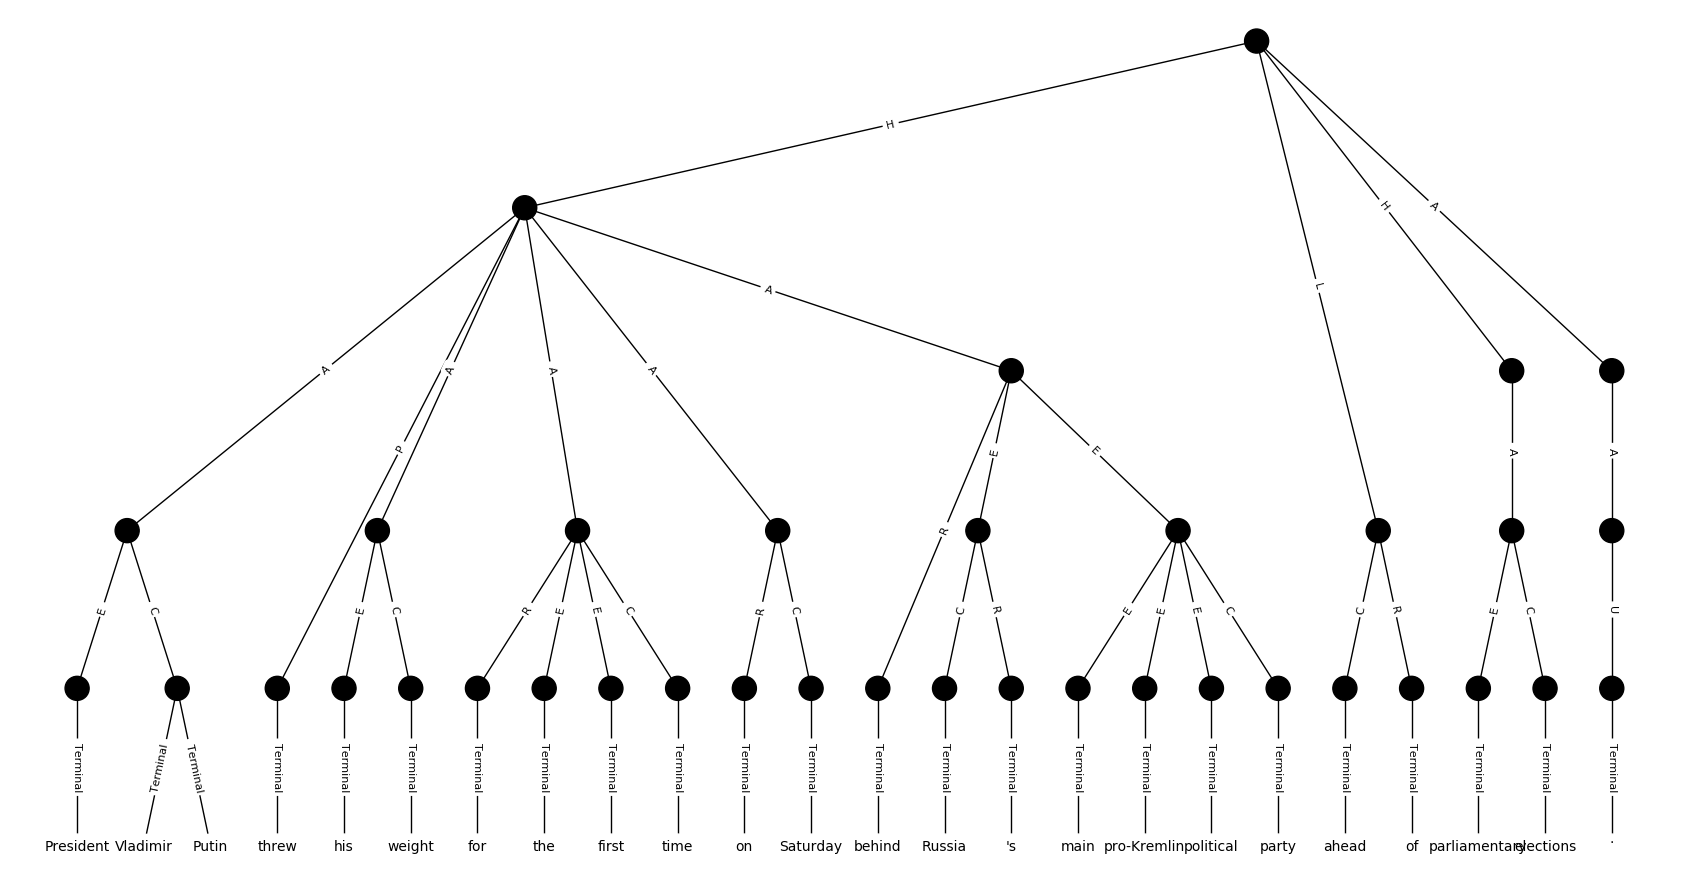 H
H
A
L
A
A
A
A
A
A
P
R
E
E
A
A
E
C
E
C
R
E
E
C
R
C
C
R
E
E
E
C
C
R
E
C
U
Terminal Terminal Terminal Terminal Terminal Terminal Terminal Terminal Terminal Terminal Terminal Terminal Terminal Terminal Terminal Terminal Terminal Terminal Terminal Terminal Terminal Terminal Terminal Terminal
President Vladimir Putin threw his weight for the first time on Saturday behind Russia 's main pro-Kremlin political party ahead of parliamentary elections .